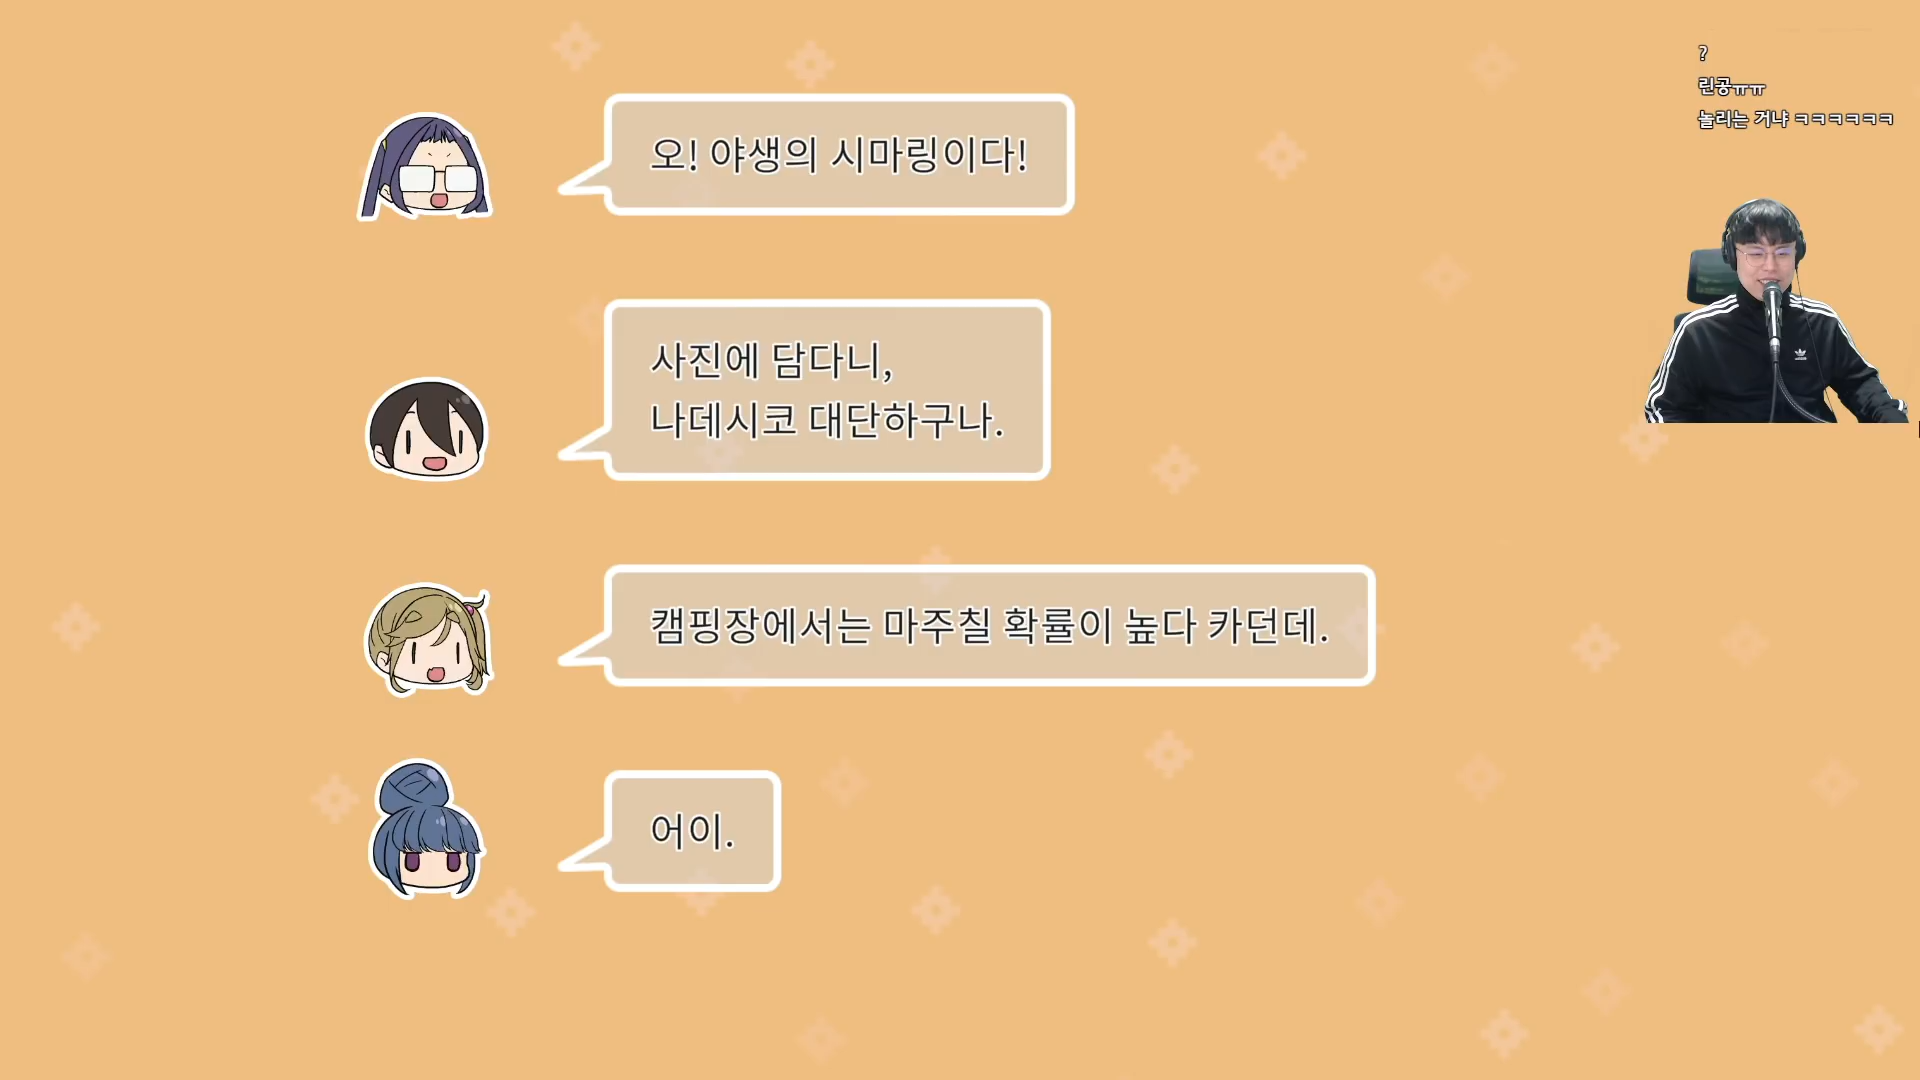 오! 야생의 시마링이다!
사진에 담다니,
나데시코 대단하구나.
캠핑장에서는 마주칠 확률이 높다 카던데.
어이.
?
린공ㅠㅠ
놀리는 거냐 ㅋㅋㅋㅋㅋㅋ